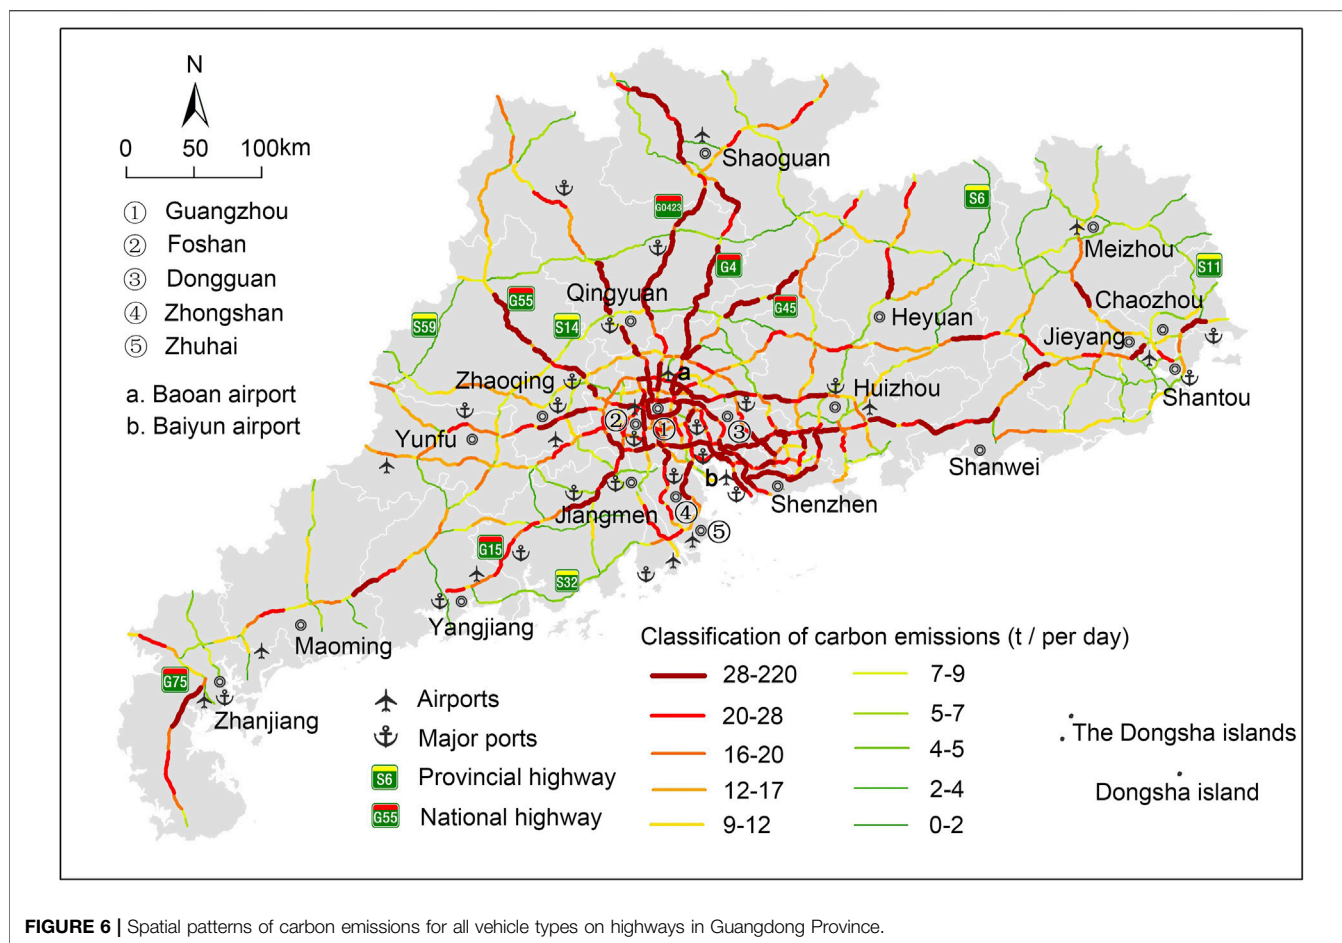 N
0 50 100km
① Guangzhou
② Foshan
③ Dongguan
④ Zhongshan
⑤ Zhuhai
a. Baoan airport
b. Baiyun airport
Shaoguan
G0423
S6
Meizhou
S11
G4
Qingyuan
G55
S14
S59
G45
Heyuan
Chaozhou
Jieyang
Shantou
a
Zhaoqing
Huizhou
②
①
③
Yunfu
Shanwei
b
Shenzhen
Jiangmen
④
⑤
G15
S32
Yangjiang
Maoming
G75
Zhanjiang
Classification of carbon emissions (t / per day)
28-220 7-9
20-28 5-7
16-20 4-5
12-17 2-4
9-12 0-2
Airports
Major ports
S6 Provincial highway
G55 National highway
The Dongsha islands
Dongsha island
FIGURE 6 | Spatial patterns of carbon emissions for all vehicle types on highways in Guangdong Province.